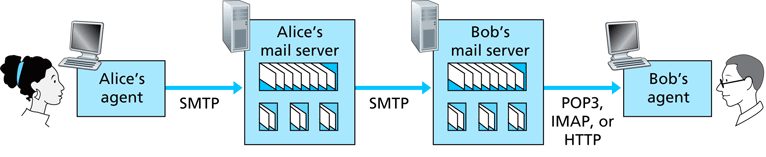 Alice's
agent
SMTP
Alice's
mail server
SMTP
Bob's
mail server
POP3,
IMAP, or
HTTP
Bob's
agent